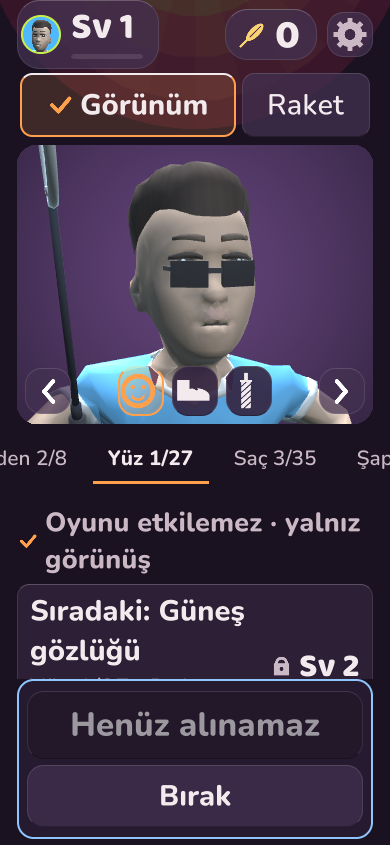 Sv 1
0
Görünüm
Raket
den 2/8
Yüz 1/27
Saç 3/35
Şap
Oyunu etkilemez · yalnız
görünüş
Sıradaki: Güneş
gözlüğü
Sv 2
Henüz alınamaz
Bırak